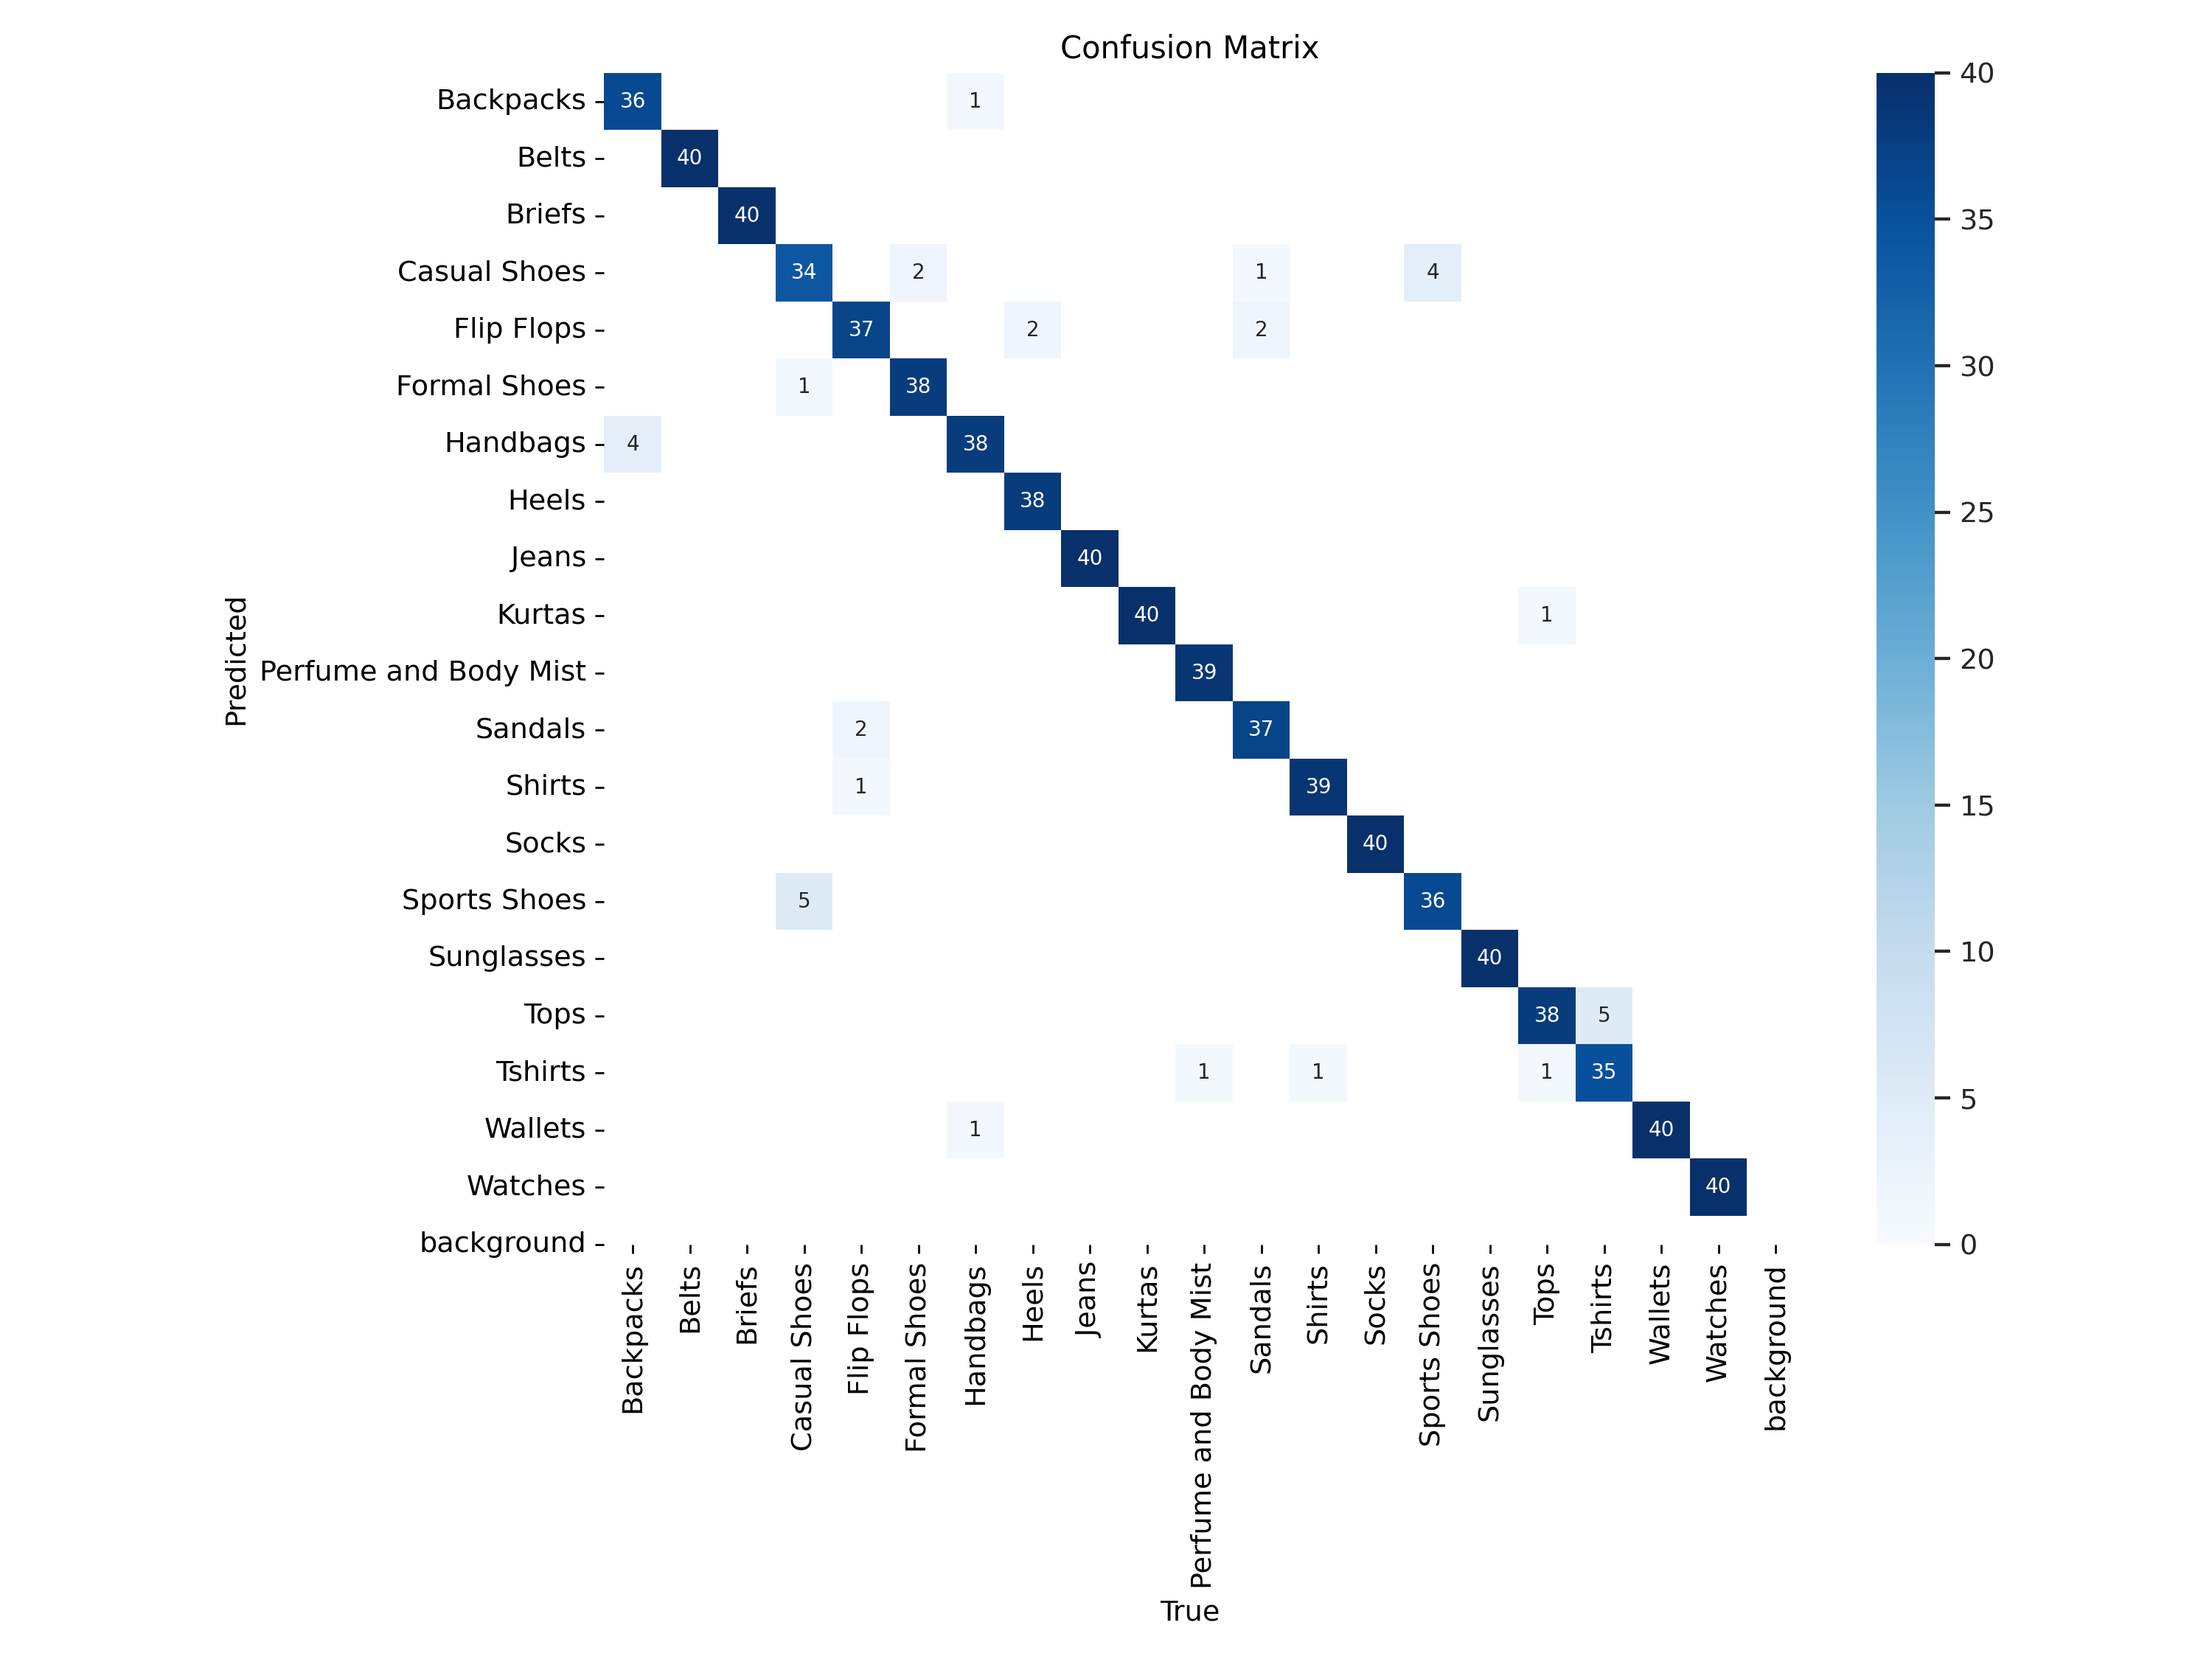 Confusion Matrix
Backpacks 36 1
Belts 40
Briefs 40
Casual Shoes 34 2 1 4
Flip Flops 37 2 2
Formal Shoes 1 38
Handbags 4 38
Heels 38
Jeans 40
Kurtas 40 1
Perfume and Body Mist 39
Sandals 2 37
Shirts 1 39
Socks 40
Sports Shoes 5 36
Sunglasses 40
Tops 38 5
Tshirts 1 1 1 35
Wallets 1 40
Watches 40
background
Predicted
Backpacks
Belts
Briefs
Casual Shoes
Flip Flops
Formal Shoes
Handbags
Heels
Jeans
Kurtas
Perfume and Body Mist
Sandals
Shirts
Socks
Sports Shoes
Sunglasses
Tops
Tshirts
Wallets
Watches
background
True
40
35
30
25
20
15
10
5
0